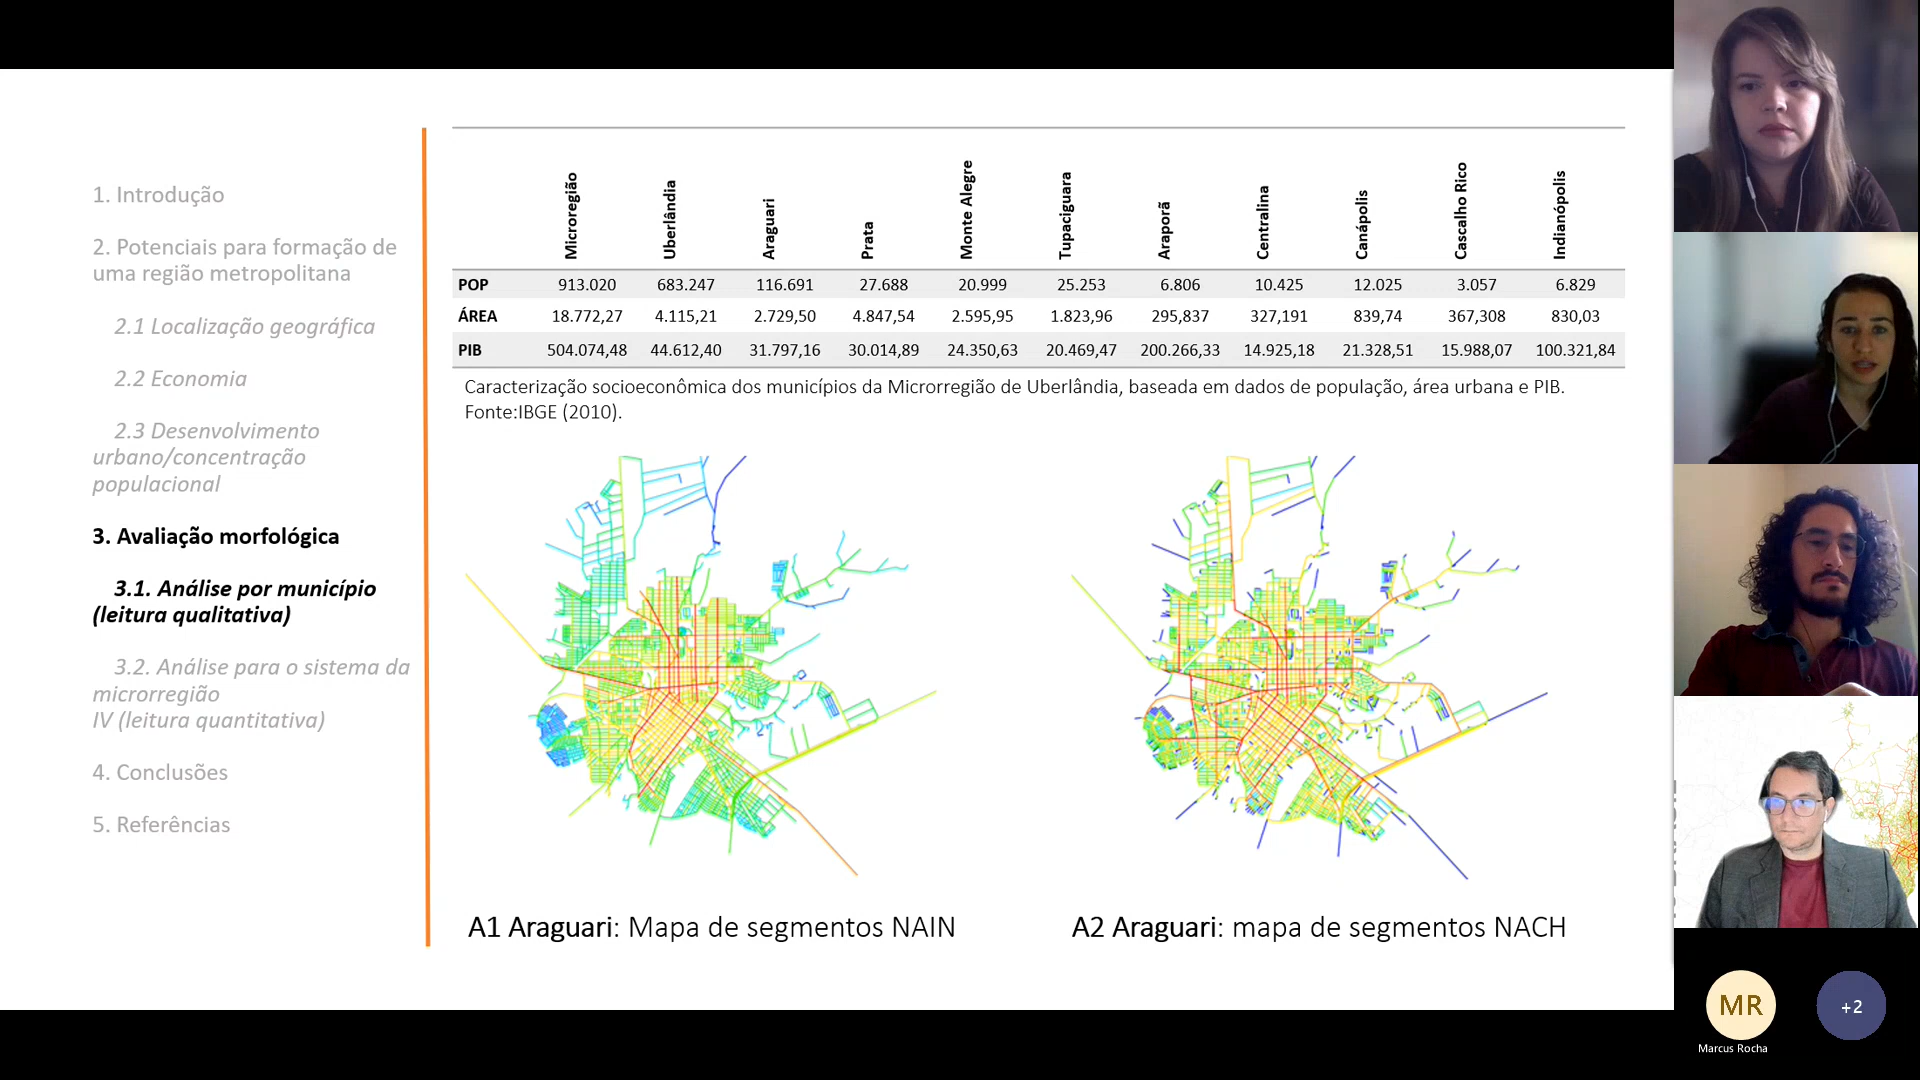 1. Introdução
2. Potenciais para formação de
uma região metropolitana
2.1 Localização geográfica
2.2 Economia
2.3 Desenvolvimento
urbano/concentração
populacional
3. Avaliação morfológica
3.1. Análise por município
(leitura qualitativa)
3.2. Análise para o sistema da
microrregião
IV (leitura quantitativa)
4. Conclusões
5. Referências
Microregião Uberlândia Araguari Prata Monte Alegre Tupaciguara Araporã Centralina Canápolis Cascalho Rico Indianópolis
POP 913.020 683.247 116.691 27.688 20.999 25.253 6.806 10.425 12.025 3.057 6.829
ÁREA 18.772,27 4.115,21 2.729,50 4.847,54 2.595,95 1.823,96 295,837 327,191 839,74 367,308 830,03
PIB 504.074,48 44.612,40 31.797,16 30.014,89 24.350,63 20.469,47 200.266,33 14.925,18 21.328,51 15.988,07 100.321,84
Caracterização socioeconômica dos municípios da Microrregião de Uberlândia, baseada em dados de população, área urbana e PIB.
Fonte:IBGE (2010).
A1 Araguari: Mapa de segmentos NAIN
A2 Araguari: mapa de segmentos NACH
MR
+2
Marcus Rocha